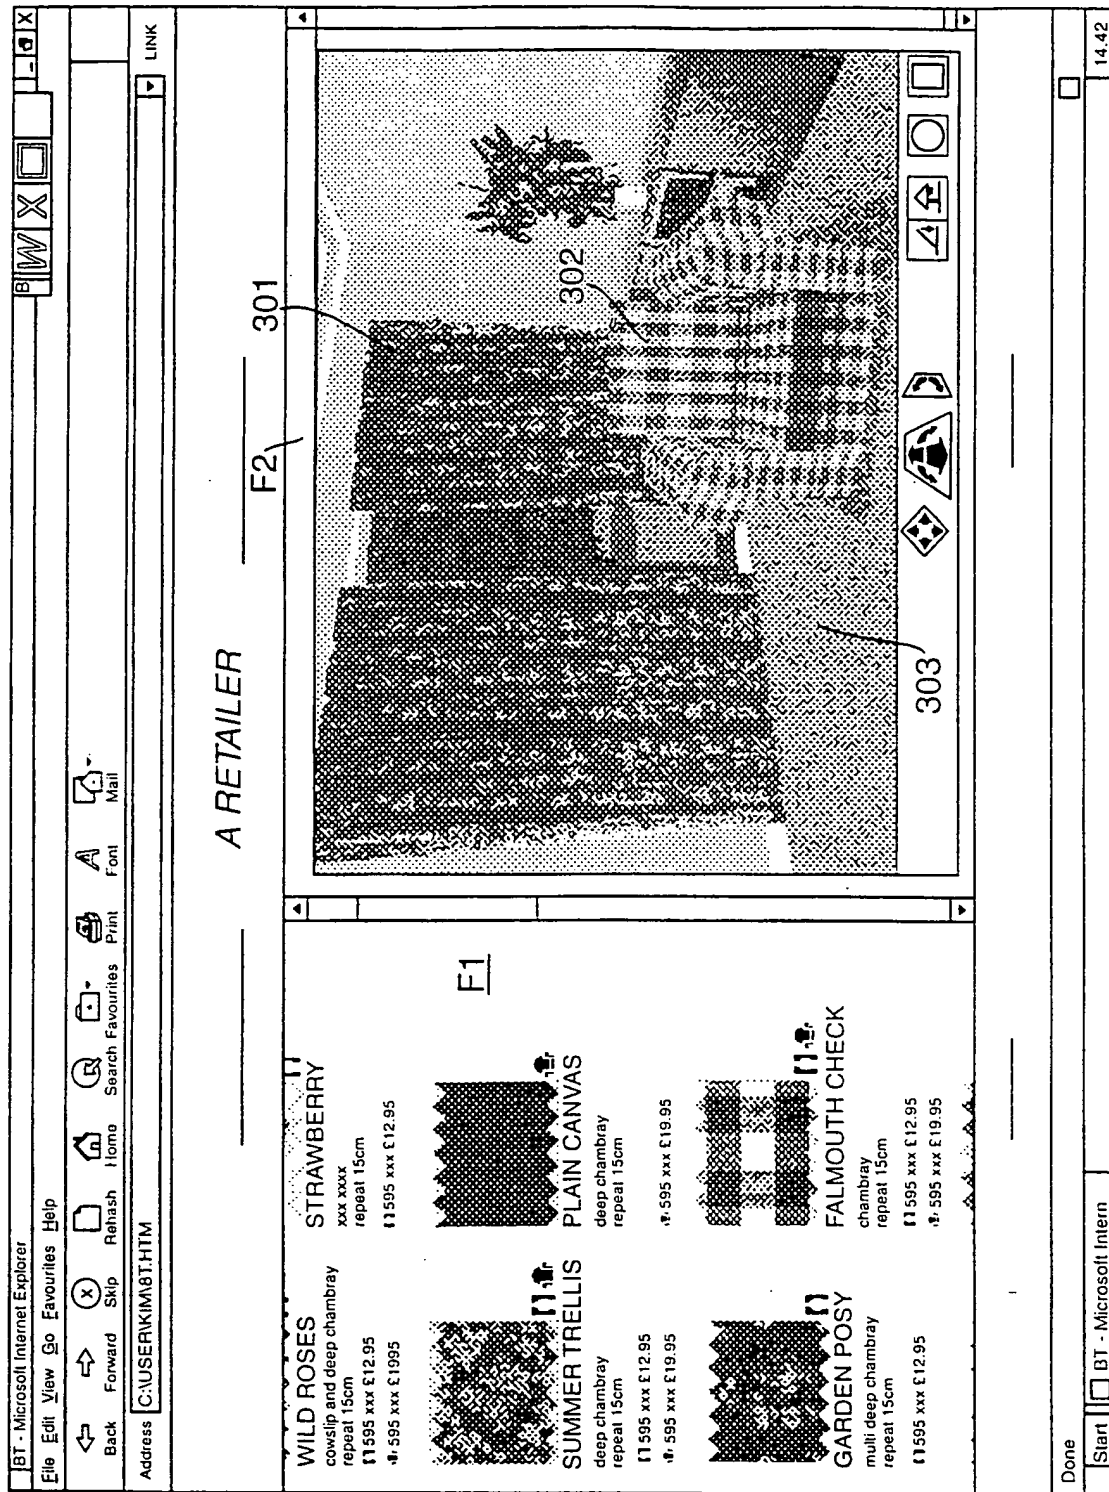 BT - Microsoft Internet Explorer
File Edit View Go Favourites Help
Back Forward Skip Rehash Home Search Favourites Print Font Mail
Address C:\USER\KIM\8T.HTM
LINK
B W X
A RETAILER
F2
301
302
303
F1
WILD ROSES
cowslip and deep chambray
repeat 15cm
595 xxx £12.95
595 xxx £1995
STRAWBERRY
xxx xxxx
repeat 15cm
595 xxx £12.95
SUMMER TRELLIS
deep chambray
repeat 15cm
595 xxx £12.95
595 xxx £19.95
PLAIN CANVAS
deep chambray
repeat 15cm
595 xxx £19.95
GARDEN POSY
multi deep chambray
repeat 15cm
595 xxx £12.95
FALMOUTH CHECK
chambray
repeat 15cm
595 xxx £12.95
595 xxx £19.95
Done
Start BT - Microsoft Intern
14.42